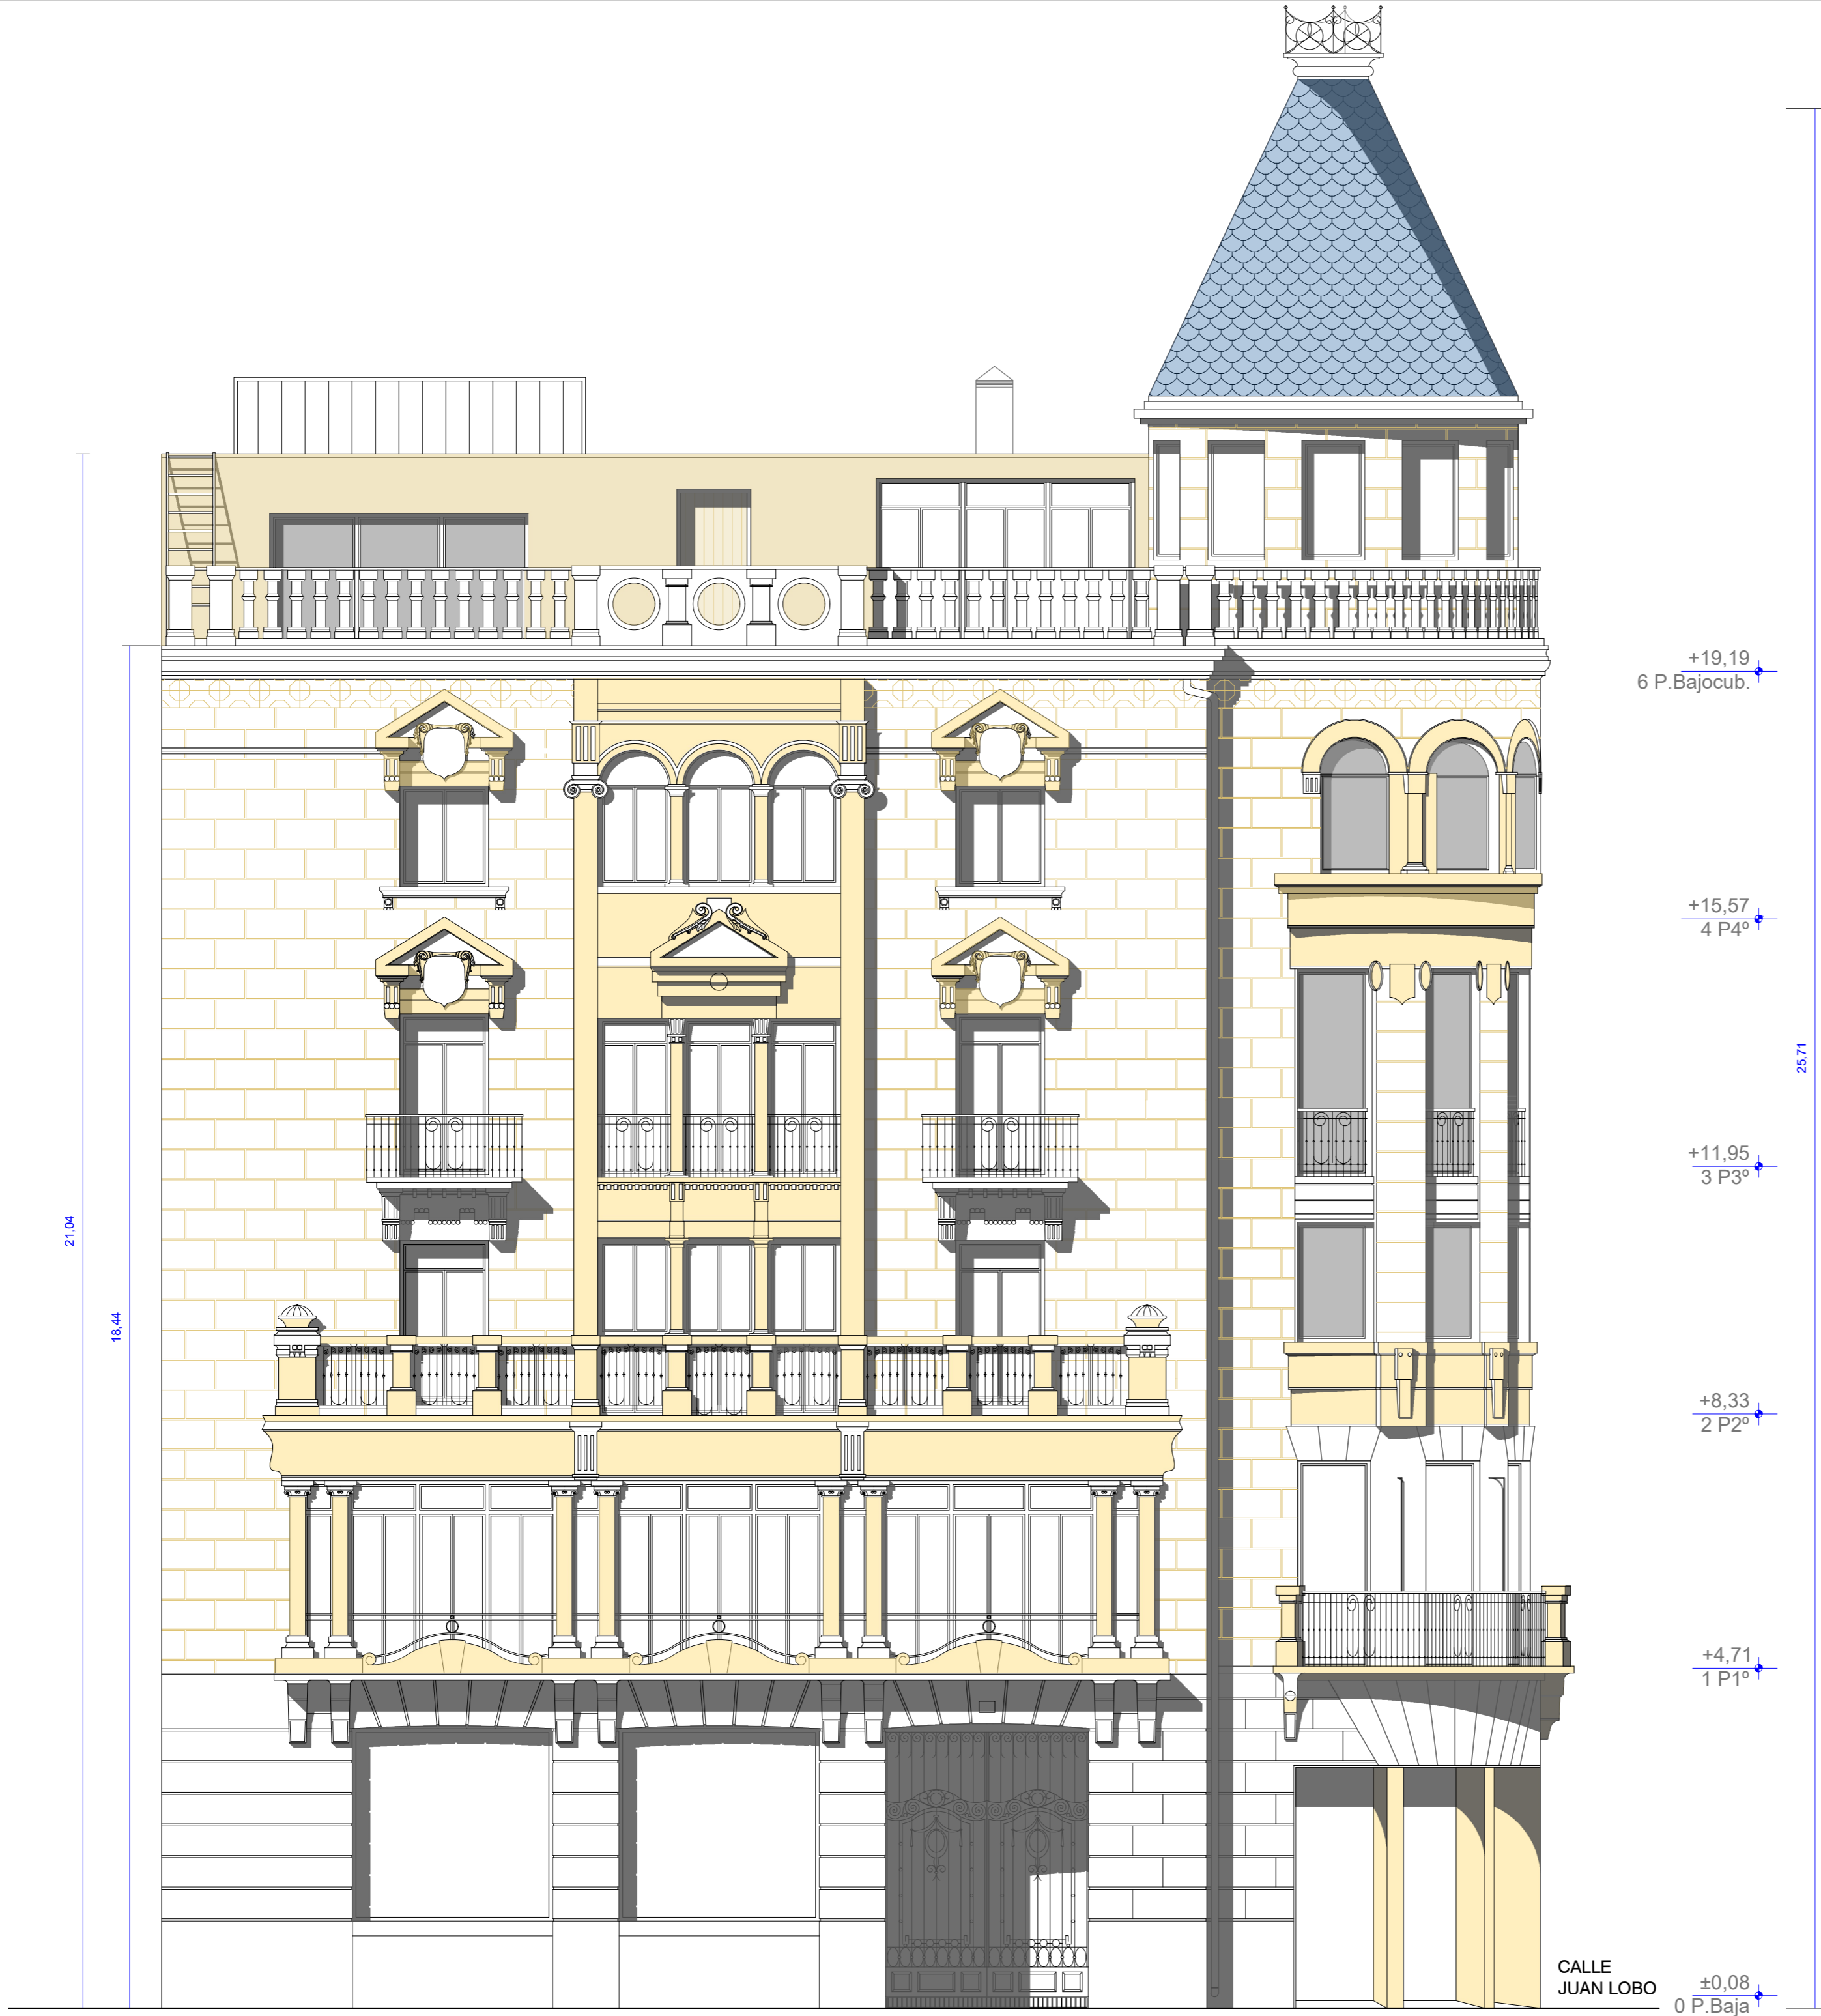 +19,19
6 P.Bajocub.
+15,57
4 P4º
25,71
+11,95
3 P3º
21,04
18,44
+8,33
2 P2º
+4,71
1 P1º
CALLE
JUAN LOBO
±0,08
0 P.Baja